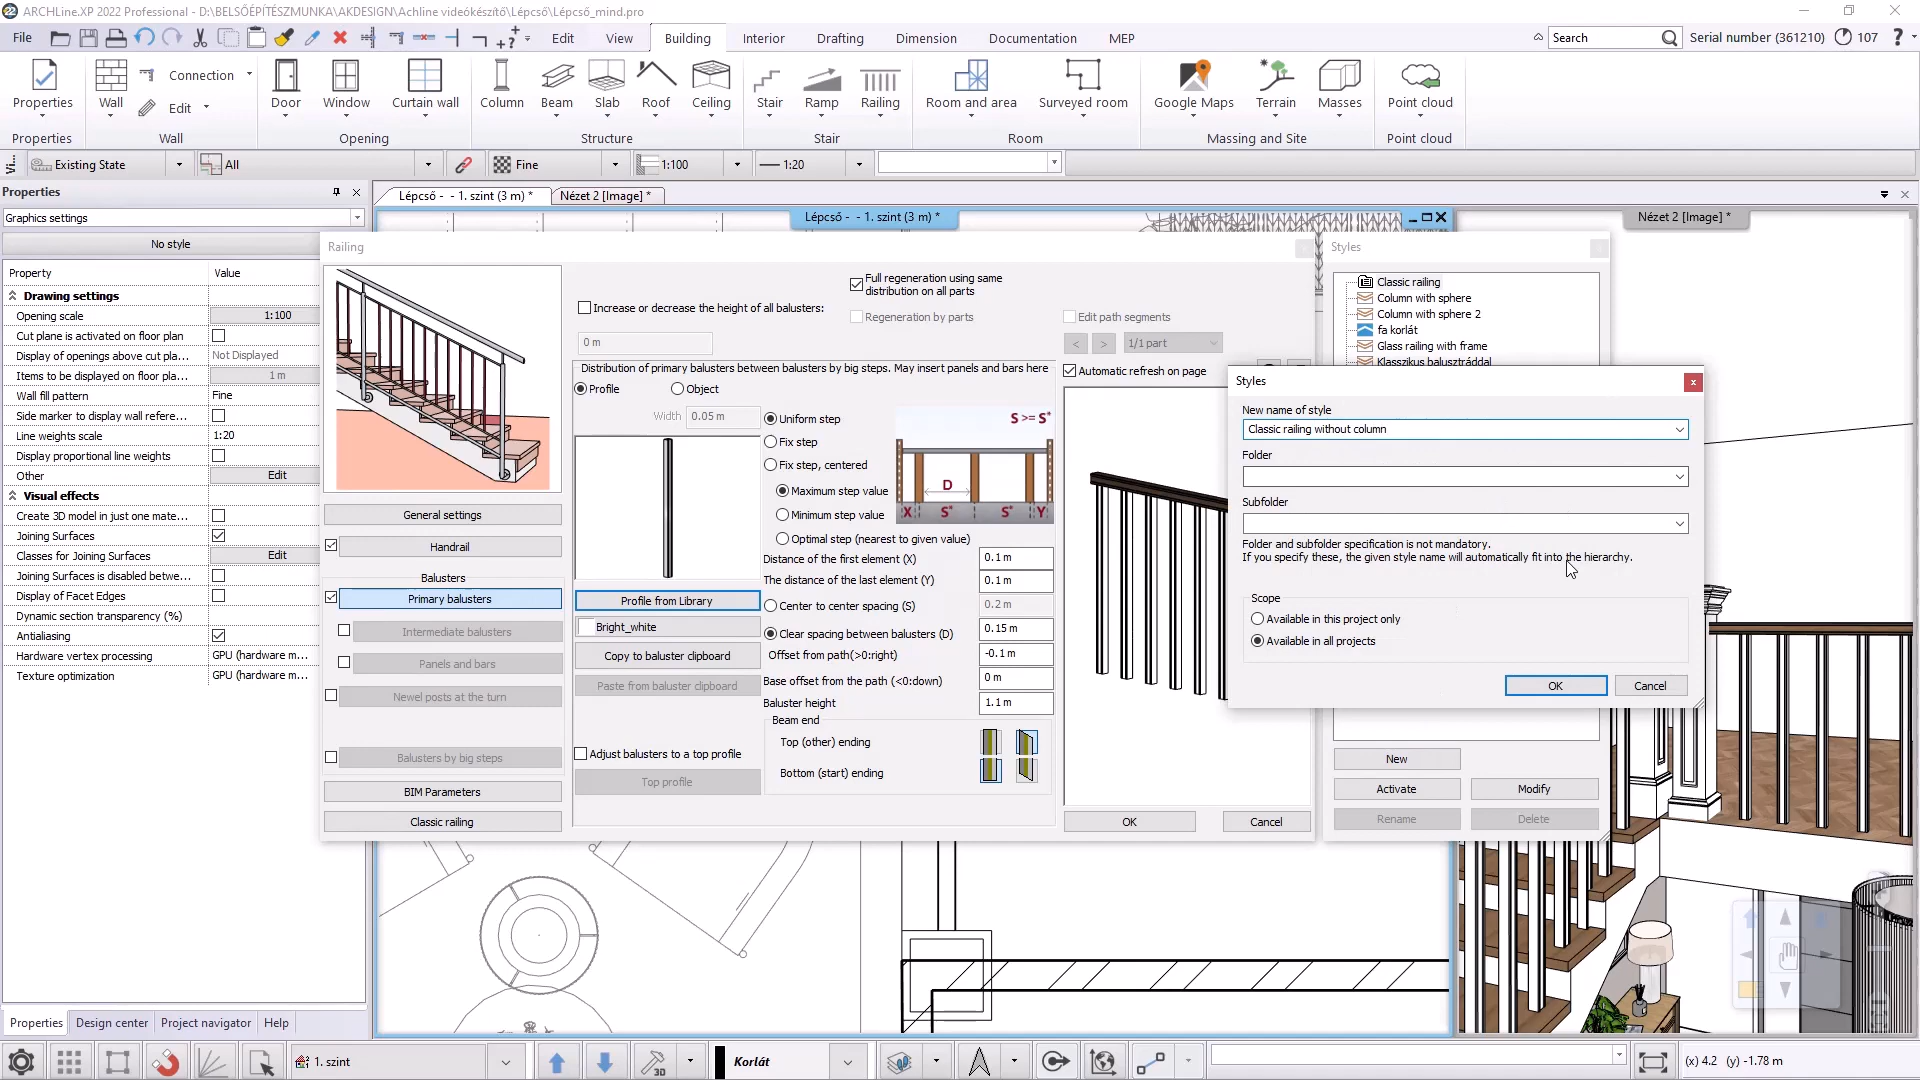 ARCHLine.XP 2022 Professional - D:\BELSŐÉPÍTÉSZMUNKA\AKDESIGN\Achline videókészítő\Lépcső\Lépcső_mind.pro
File
Edit View Building Interior Drafting Dimension Documentation MEP
Search
Serial number (361210)
107
?
Properties
Wall
Connection
Edit
Door
Window
Curtain wall
Column
Beam
Slab
Roof
Ceiling
Stair
Ramp
Railing
Room and area
Surveyed room
Google Maps
Terrain
Masses
Point cloud
Properties
Wall
Opening
Structure
Stair
Room
Massing and Site
Point cloud
Existing State
All
Fine
1:100
1:20
Properties
Graphics settings
No style
Property Value
Drawing settings
Opening scale 1:100
Cut plane is activated on floor plan
Display of openings above cut pla... Not Displayed
Items to be displayed on floor pla... 1 m
Wall fill pattern Fine
Side marker to display wall refere...
Line weights scale 1:20
Display proportional line weights
Other Edit
Visual effects
Create 3D model in just one mate...
Joining Surfaces
Classes for Joining Surfaces Edit
Joining Surfaces is disabled betwe...
Display of Facet Edges
Dynamic section transparency (%)
Antialiasing
Hardware vertex processing GPU (hardware m...
Texture optimization GPU (hardware m...
Properties Design center Project navigator Help
Lépcső - - 1. szint (3 m) *
Nézet 2 [Image] *
Lépcső - - 1. szint (3 m) *
Nézet 2 [Image] *
Railing
General settings
Handrail
Balusters
Primary balusters
Intermediate balusters
Panels and bars
Newel posts at the turn
Balusters by big steps
BIM Parameters
Classic railing
Increase or decrease the height of all balusters:
0 m
Full regeneration using same
distribution on all parts
Regeneration by parts
Edit path segments
< > 1/1 part
Distribution of primary balusters between balusters by big steps. May insert panels and bars here
Automatic refresh on page
Profile
Object
Width 0.05 m
Uniform step
Fix step
Fix step, centered
Maximum step value
Minimum step value
Optimal step (nearest to given value)
S >= S*
D
X S* S* Y
Distance of the first element (X) 0.1 m
The distance of the last element (Y) 0.1 m
Profile from Library
Center to center spacing (S) 0.2 m
Bright_white
Clear spacing between balusters (D) 0.15 m
Copy to baluster clipboard
Offset from path(>0:right) -0.1 m
Paste from baluster clipboard
Base offset from the path (<0:down) 0 m
Baluster height 1.1 m
Beam end
Top (other) ending
Adjust balusters to a top profile
Bottom (start) ending
Top profile
OK
Cancel
Styles
Classic railing
Column with sphere
Column with sphere 2
fa korlát
Glass railing with frame
Klasszikus balusztráddal
New
Activate
Modify
Rename
Delete
Styles
New name of style
Classic railing without column
Folder
Subfolder
Folder and subfolder specification is not mandatory.
If you specify these, the given style name will automatically fit into the hierarchy.
Scope
Available in this project only
Available in all projects
OK
Cancel
1. szint
3D
Korlát
(x) 4.2 (y) -1.78 m